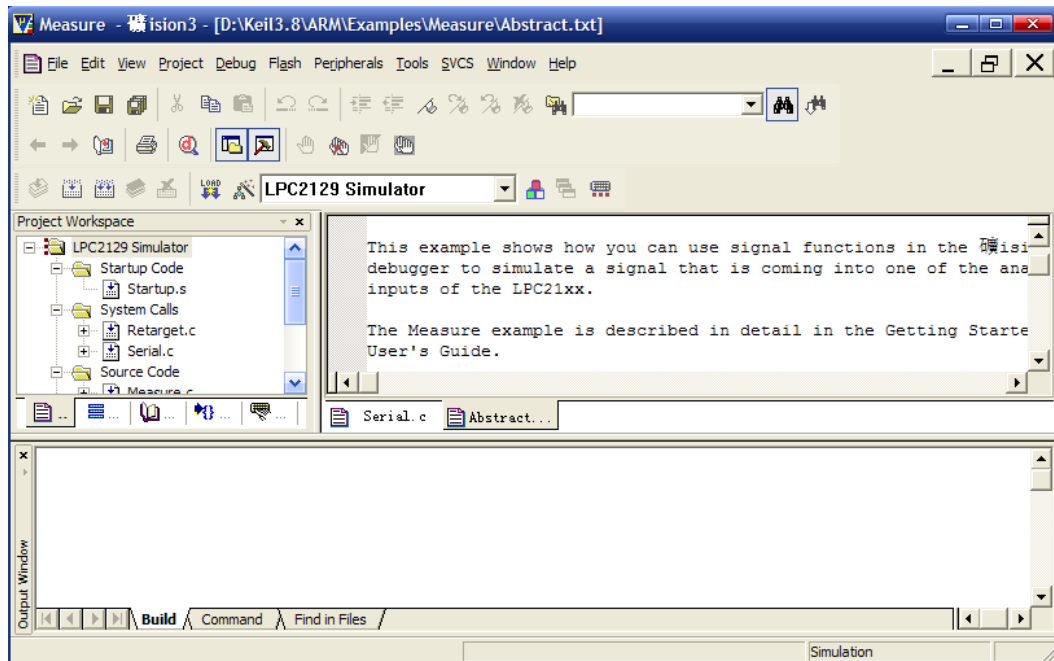 Measure - 礦ision3 - [D:\Keil3.8\ARM\Examples\Measure\Abstract.txt]
File Edit View Project Debug Flash Peripherals Tools SVCS Window Help
LOAD LPC2129 Simulator
Project Workspace
LPC2129 Simulator
Startup Code
Startup.s
System Calls
Retarget.c
Serial.c
Source Code
Measure.c
This example shows how you can use signal functions in the 礦isi
debugger to simulate a signal that is coming into one of the ana
inputs of the LPC21xx.
The Measure example is described in detail in the Getting Starte
User's Guide.
.. ... ... ... ...
Serial.c Abstract...
Output Window
Build Command Find in Files
Simulation